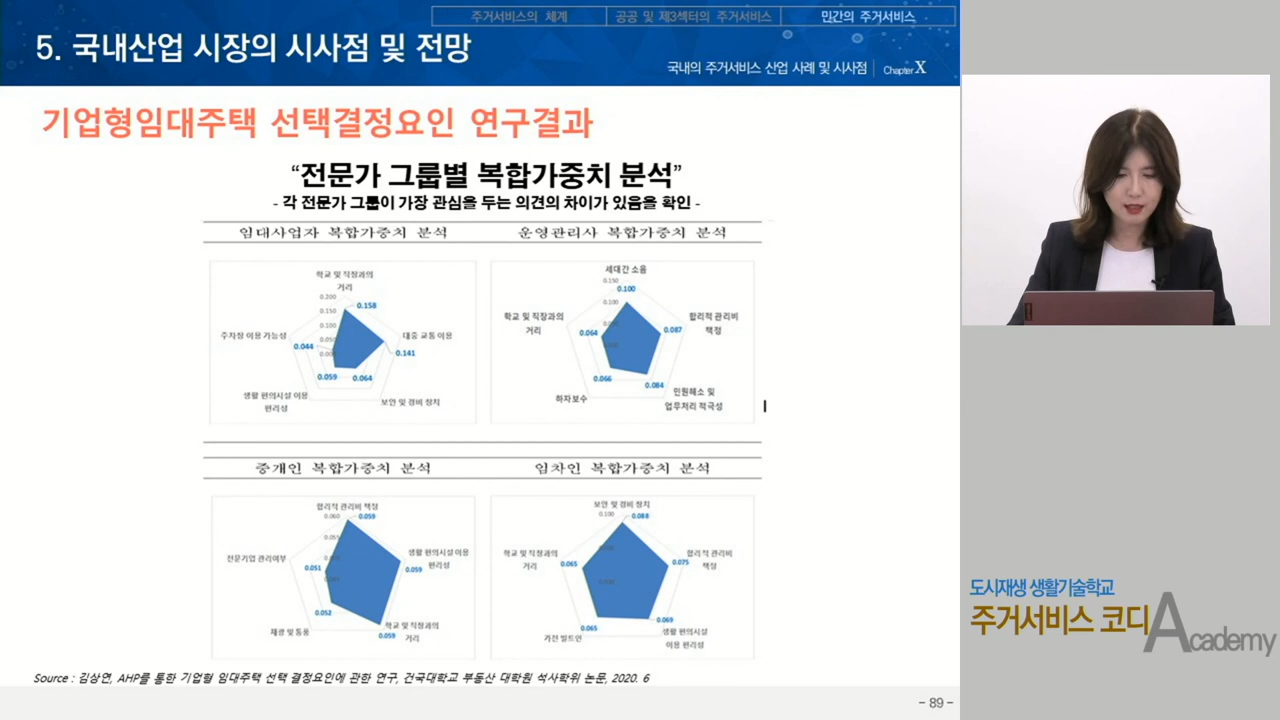 주거서비스의 체계
공공 및 제3섹터의 주거서비스
민간의 주거서비스
5. 국내산업 시장의 시사점 및 전망
국내의 주거서비스 산업 사례 및 시사점
Chapter X
기업형임대주택 선택결정요인 연구결과
“전문가 그룹별 복합가중치 분석”
- 각 전문가 그룹이 가장 관심을 두는 의견의 차이가 있음을 확인 -
임대사업자 복합가중치 분석
학교 및 직장과의
거리
0.200
0.158
0.150
0.100
주차장 이용 가능성
대중 교통 이용
0.044
0.141
0.059
0.064
생활 편의시설 이용
편리성
보안 및 경비 장치
운영관리사 복합가중치 분석
세대간 소음
0.150
0.100
0.100
학교 및 직장과의
거리
합리적 관리비
책정
0.064
0.087
0.066
0.084
하자보수
민원해소 및
업무처리 적극성
중개인 복합가중치 분석
합리적 관리비 책정
0.060
0.059
전문기업 관리여부
생활 편의시설 이용
편리성
0.051
0.059
0.052
채광 및 통풍
학교 및 직장과의
거리
0.059
임차인 복합가중치 분석
보안 및 경비 장치
0.100
0.088
학교 및 직장과의
거리
합리적 관리비
책정
0.065
0.075
0.065
0.069
가전 빌트인
생활 편의시설
이용 편리성
Source : 김상연, AHP를 통한 기업형 임대주택 선택 결정요인에 관한 연구, 건국대학교 부동산 대학원 석사학위 논문, 2020. 6
- 89 -
도시재생 생활기술학교
주거서비스 코디 Academy